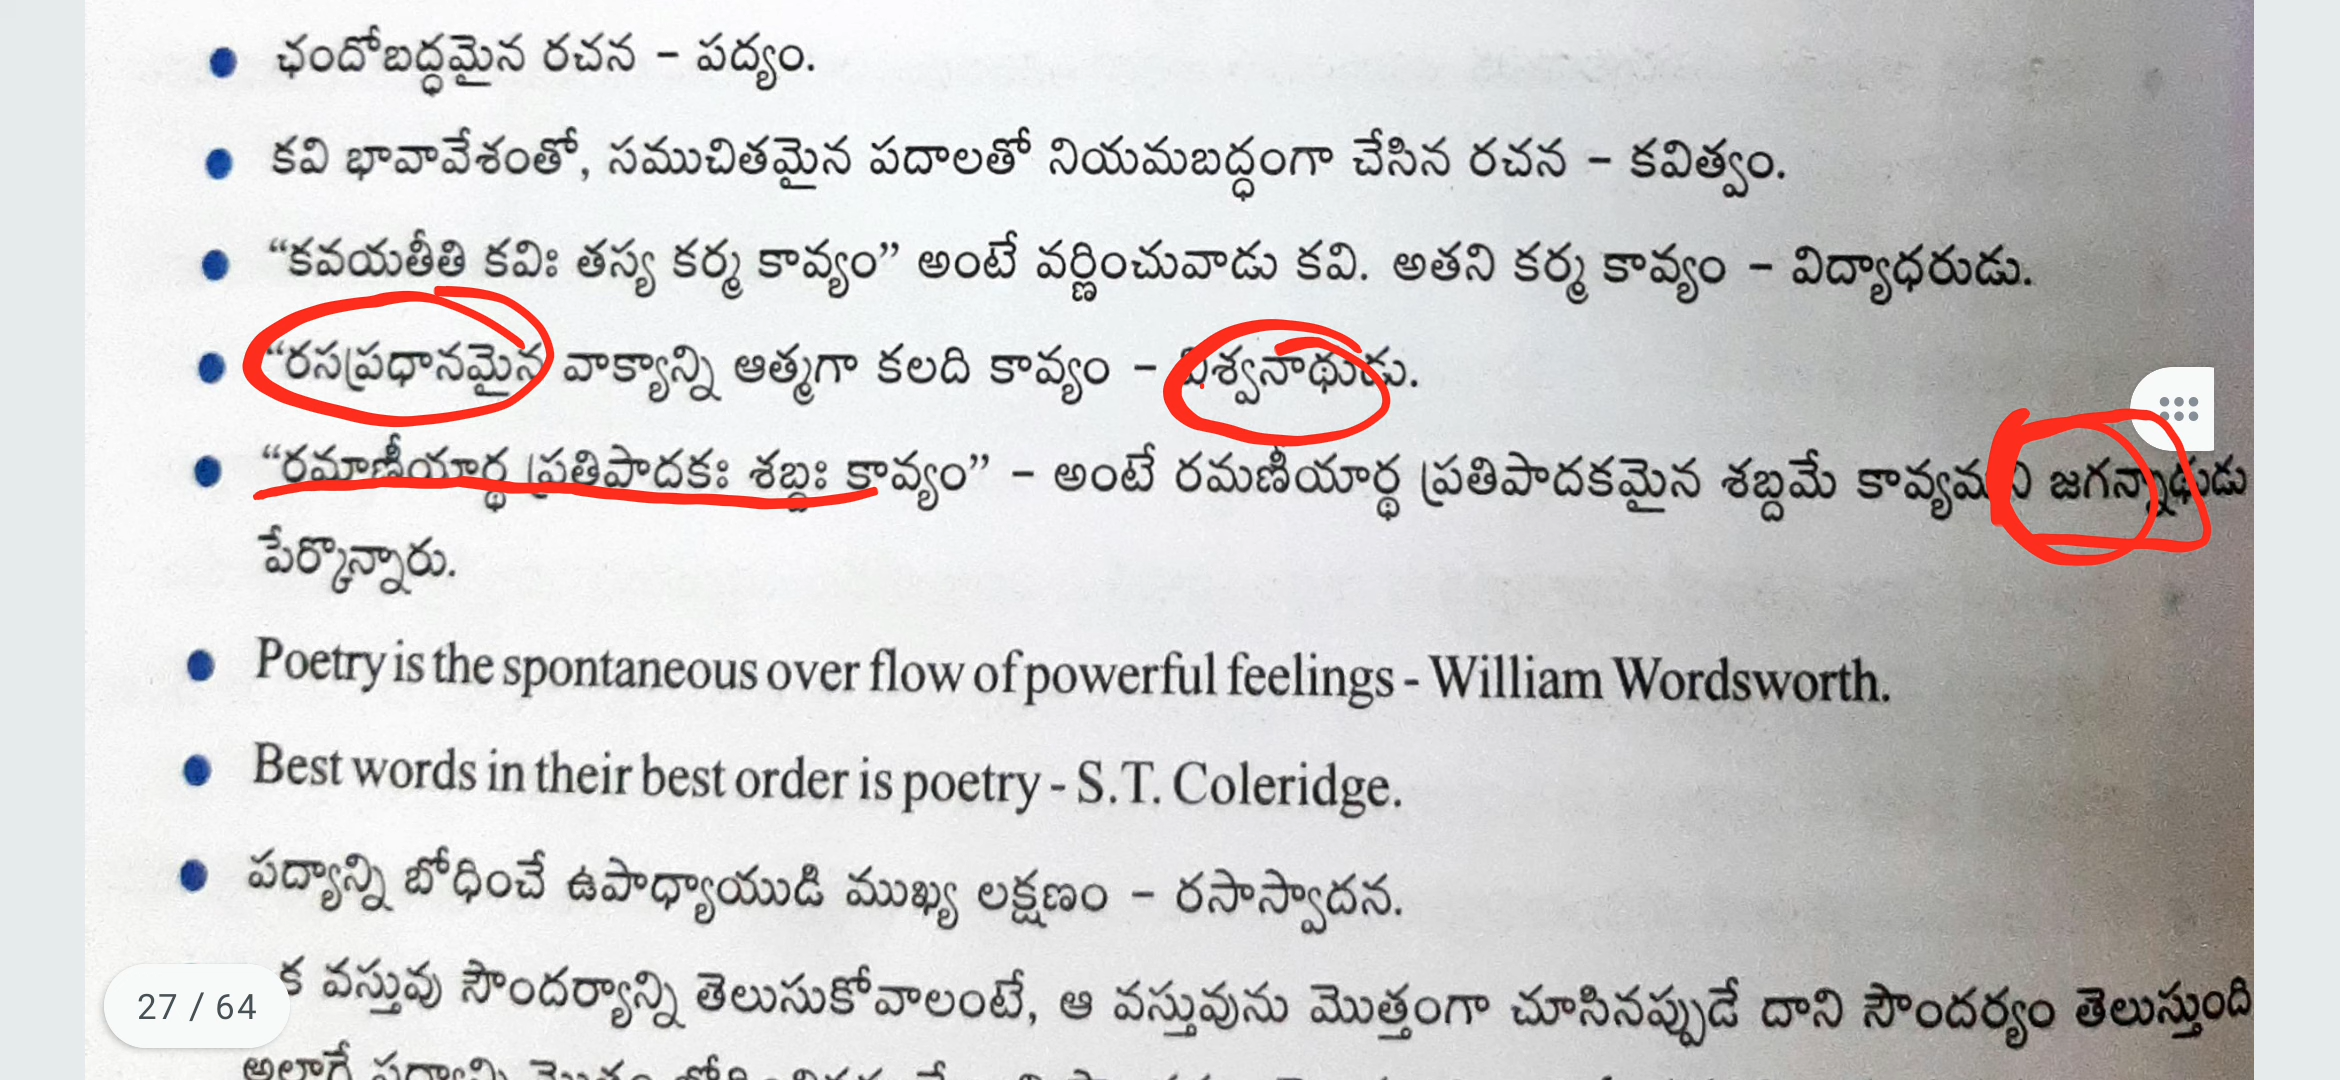 ఛందోబద్ధమైన రచన – పద్యం.
కవి భావావేశంతో, సముచితమైన పదాలతో నియమబద్ధంగా చేసిన రచన – కవిత్వం.
“కవయతీతి కవిః తస్య కర్మ కావ్యం” అంటే వర్ణించువాడు కవి. అతని కర్మ కావ్యం – విద్యాధరుడు.
“రసప్రధానమైన వాక్యాన్ని ఆత్మగా కలది కావ్యం – విశ్వనాథుడు.
“రమాణీయార్థ ప్రతిపాదకః శబ్దః కావ్యం” – అంటే రమణీయార్థ ప్రతిపాదకమైన శబ్దమే కావ్యమని జగన్నాథుడు
పేర్కొన్నారు.
Poetry is the spontaneous over flow of powerful feelings - William Wordsworth.
Best words in their best order is poetry - S.T. Coleridge.
పద్యాన్ని బోధించే ఉపాధ్యాయుడి ముఖ్య లక్షణం – రసాస్వాదన.
క వస్తువు సౌందర్యాన్ని తెలుసుకోవాలంటే, ఆ వస్తువును మొత్తంగా చూసినప్పుడే దాని సౌందర్యం తెలుస్తుంది
27 / 64